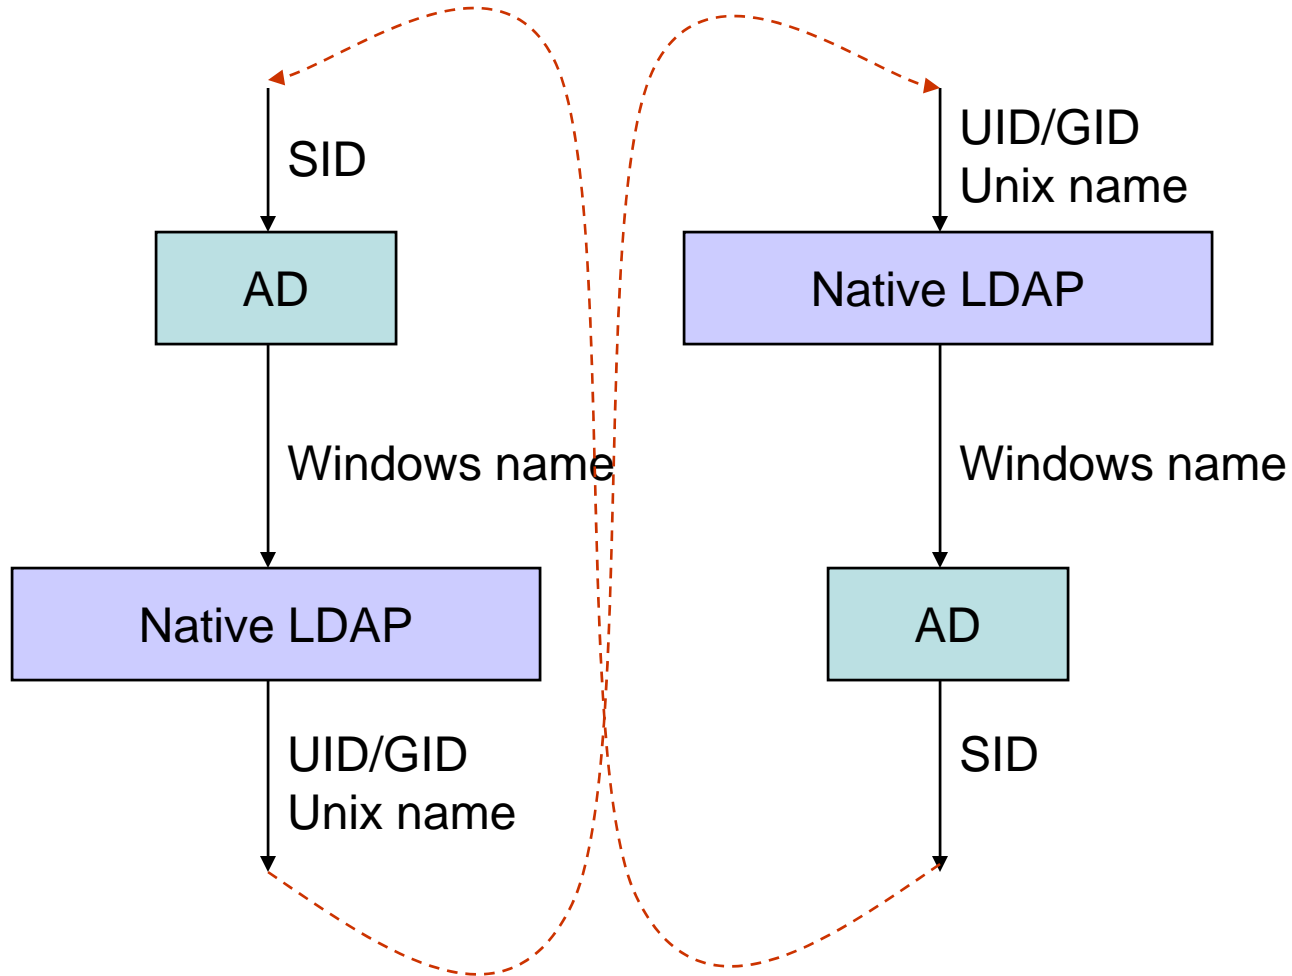 SID
AD
Windows name
Native LDAP
UID/GID
Unix name
UID/GID
Unix name
Native LDAP
Windows name
AD
SID